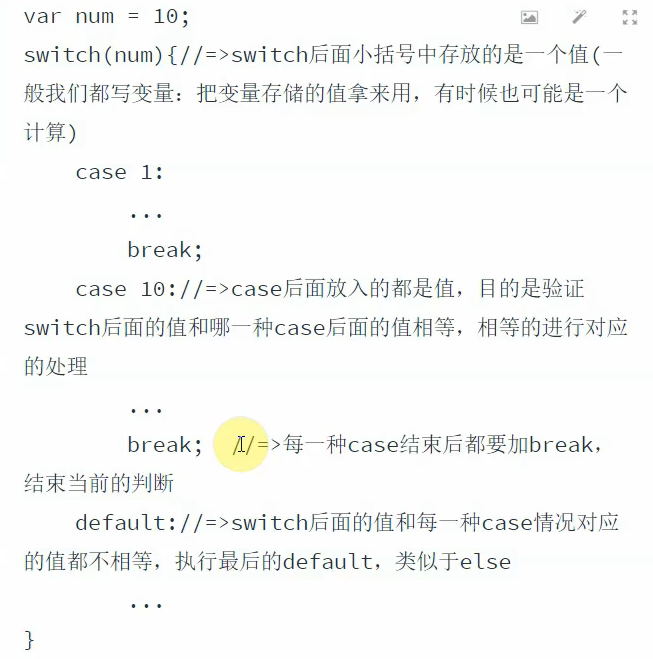 var num = 10;
switch(num){//=>switch后面小括号中存放的是一个值(一
般我们都写变量：把变量存储的值拿来用，有时候也可能是一个
计算)
case 1:
...
break;
case 10://=>case后面放入的都是值，目的是验证
switch后面的值和哪一种case后面的值相等，相等的进行对应
的处理
...
break; //=>每一种case结束后都要加break，
结束当前的判断
default://=>switch后面的值和每一种case情况对应
的值都不相等，执行最后的default，类似于else
...
}